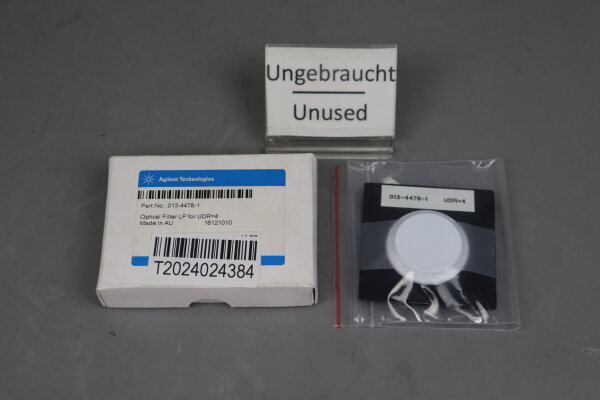 Ungebraucht
Unused
Agilent Technologies
Part No.: 013-4478-1
Optical Filter LP for UDR=4
Made in AU 16121010
T2024024384
013-4478-1 UDR=4